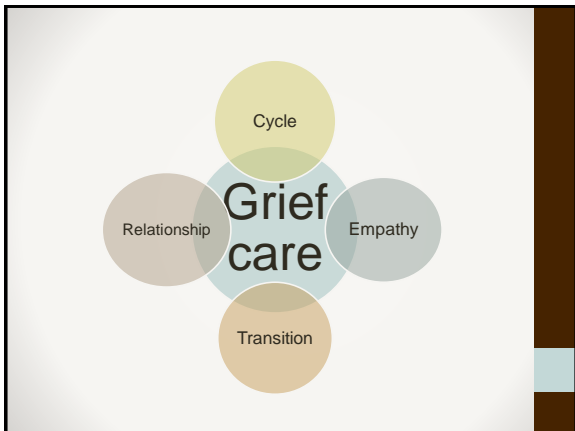 Cycle
Grief
care
Relationship
Empathy
Transition